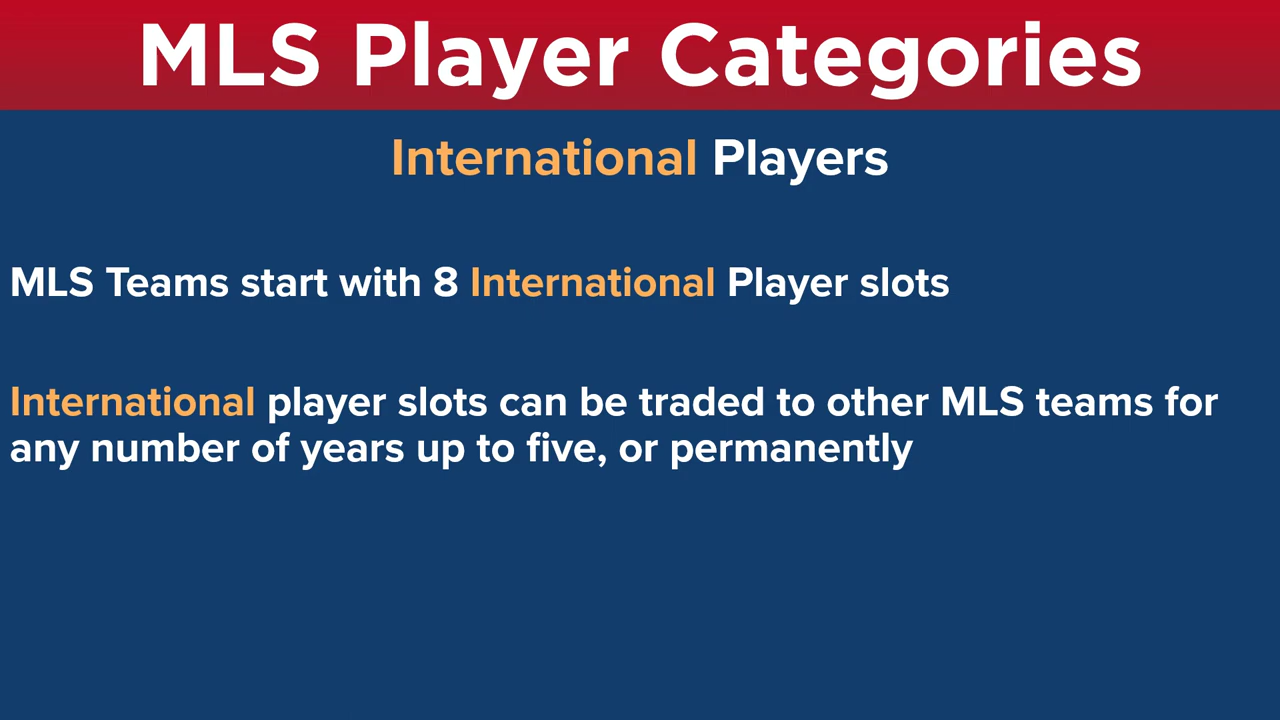 MLS Player Categories
International Players
MLS Teams start with 8 International Player slots
International player slots can be traded to other MLS teams for
any number of years up to five, or permanently